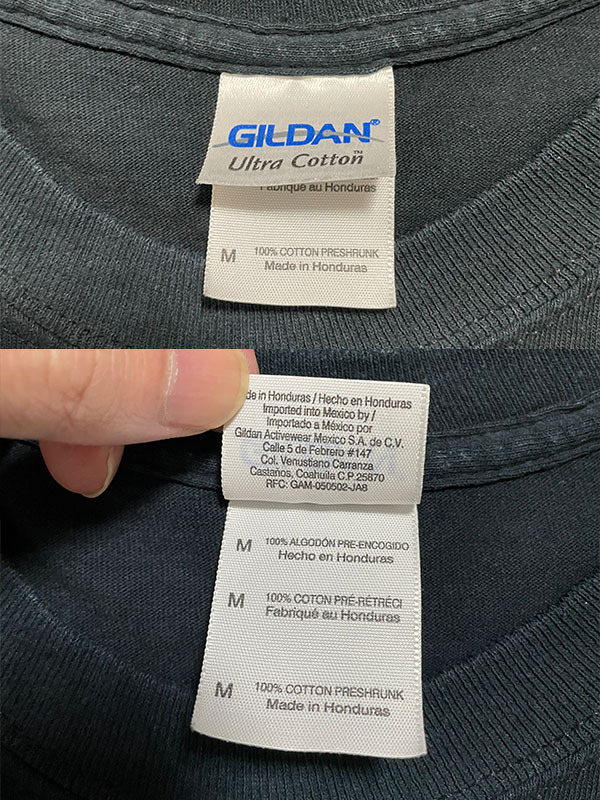 GILDAN®
Ultra Cotton™
Fabriqué au Honduras
M 100% COTTON PRESHRUNK
Made in Honduras
de in Honduras / Hecho en Honduras
Imported into Mexico by /
Importado a México por
Gildan Activewear Mexico S.A. de C.V.
Calle 5 de Febrero #147
Col. Venustiano Carranza
Castaños, Coahuila C.P. 25870
RFC: GAM-050502-JA8
M 100% ALGODÓN PRE-ENCOGIDO
Hecho en Honduras
M 100% COTON PRÉ-RÉTRÉCI
Fabriqué au Honduras
M 100% COTTON PRESHRUNK
Made in Honduras